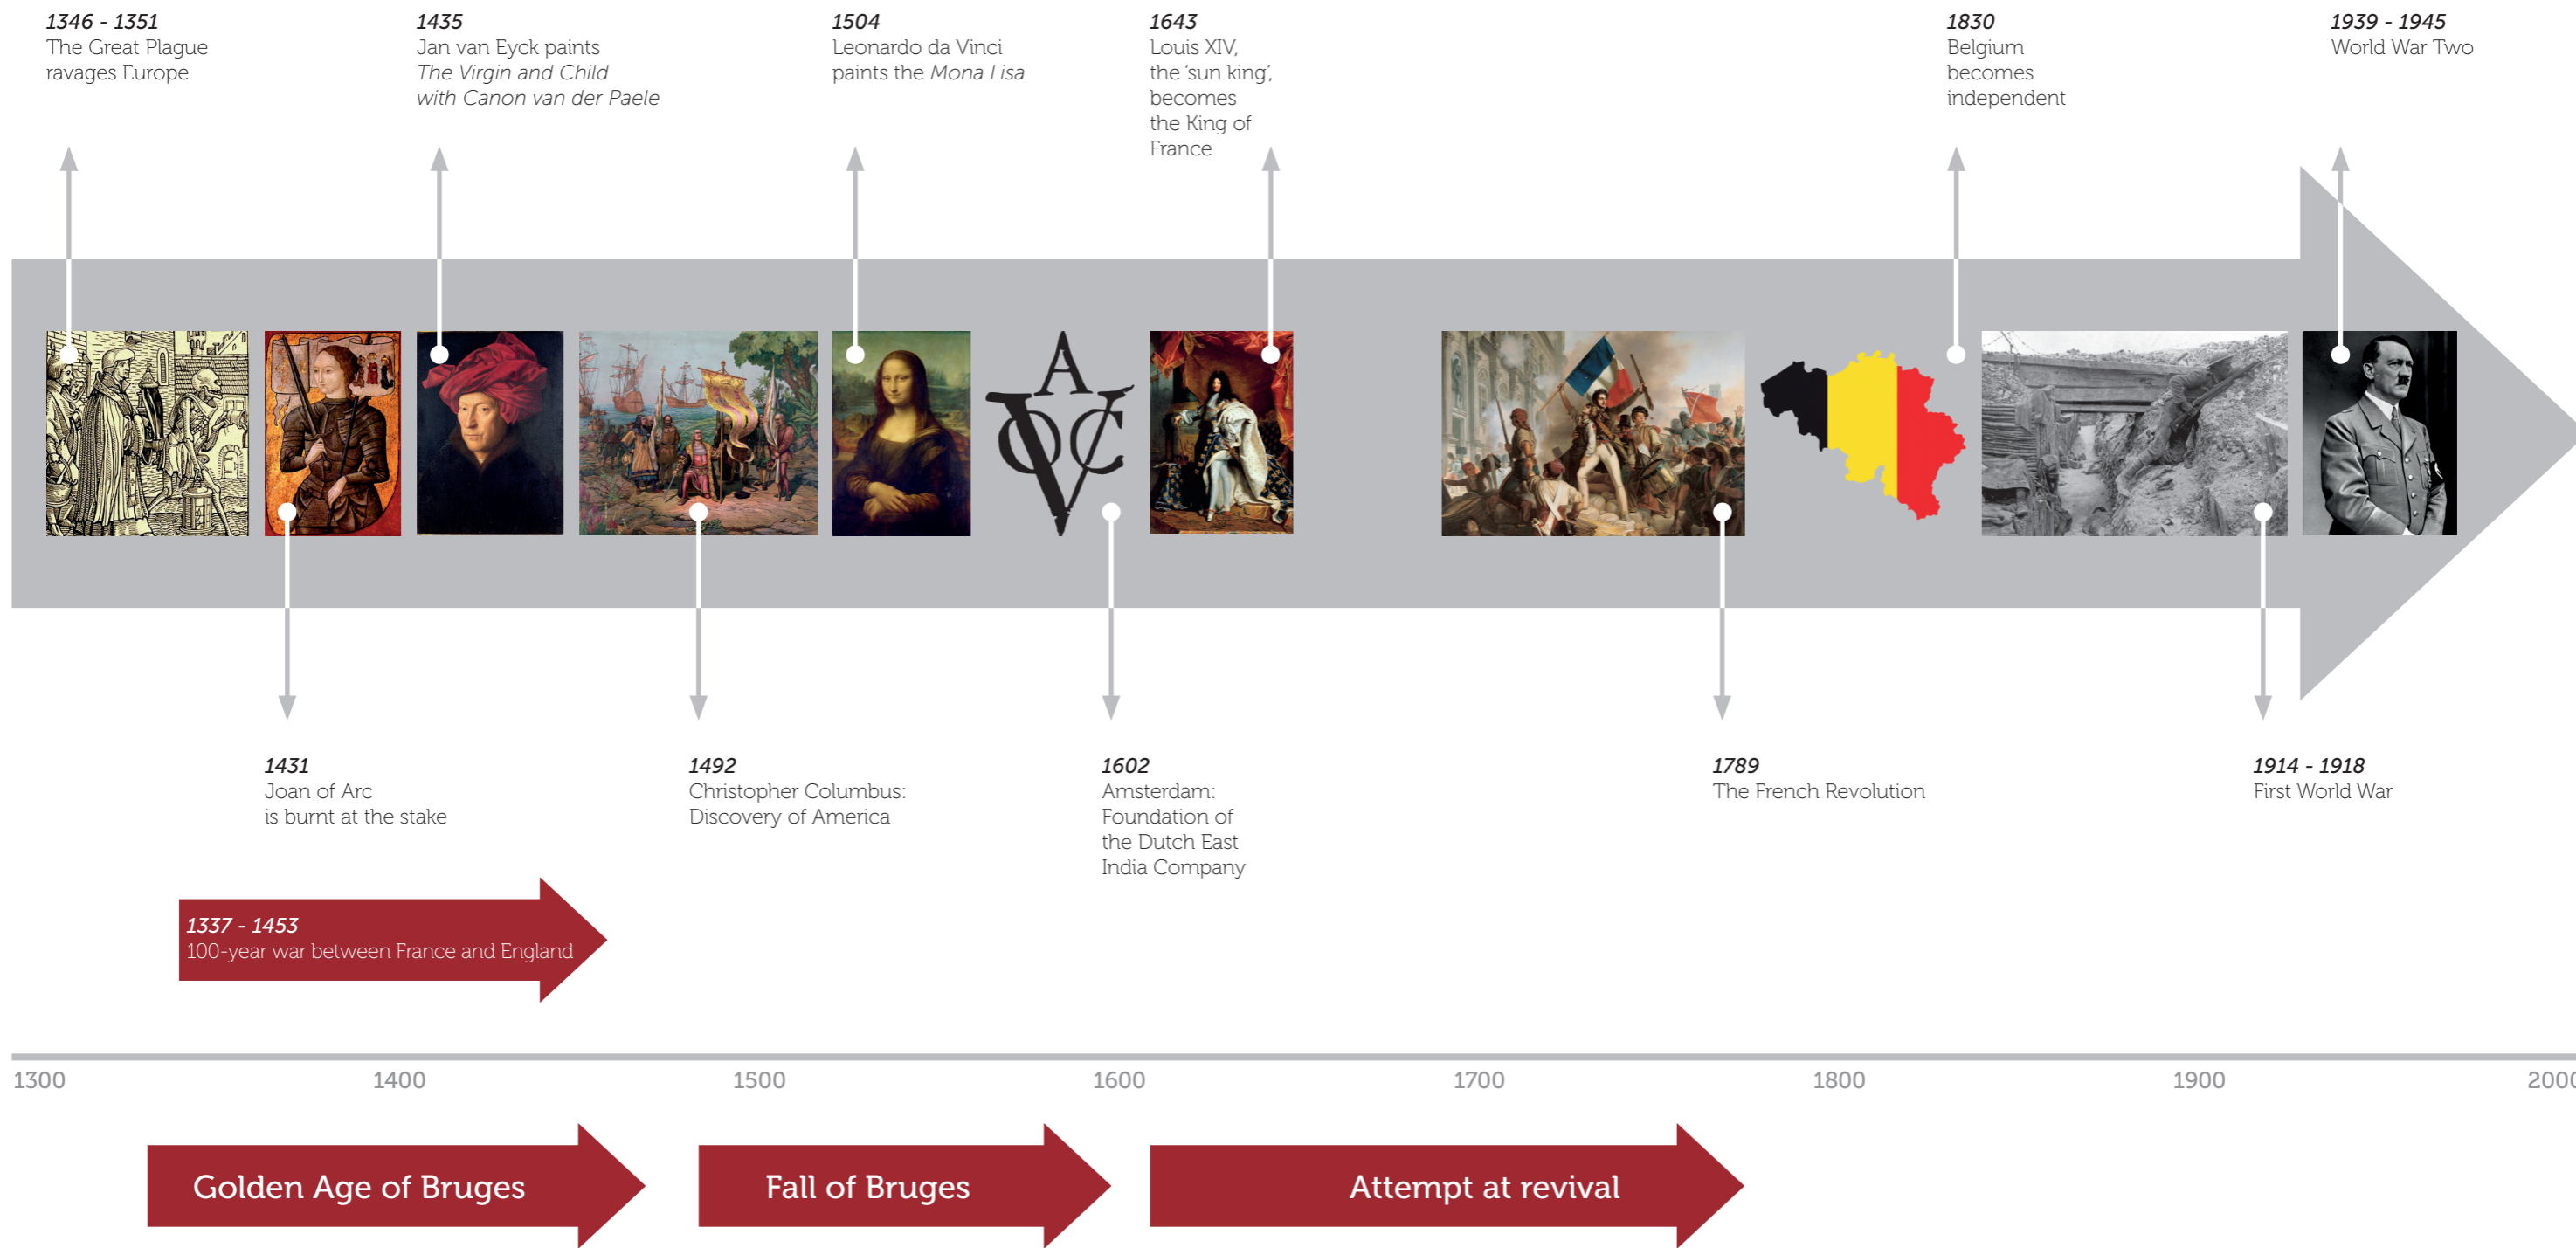 1346 - 1351
The Great Plague
ravages Europe
1435
Jan van Eyck paints
The Virgin and Child
with Canon van der Paele
1504
Leonardo da Vinci
paints the Mona Lisa
1643
Louis XIV,
the ‘sun king’,
becomes
the King of
France
1830
Belgium
becomes
independent
1939 - 1945
World War Two
A
VOC
1431
Joan of Arc
is burnt at the stake
1492
Christopher Columbus:
Discovery of America
1602
Amsterdam:
Foundation of
the Dutch East
India Company
1789
The French Revolution
1914 - 1918
First World War
1337 - 1453
100-year war between France and England
1300 1400 1500 1600 1700 1800 1900 2000
Golden Age of Bruges
Fall of Bruges
Attempt at revival